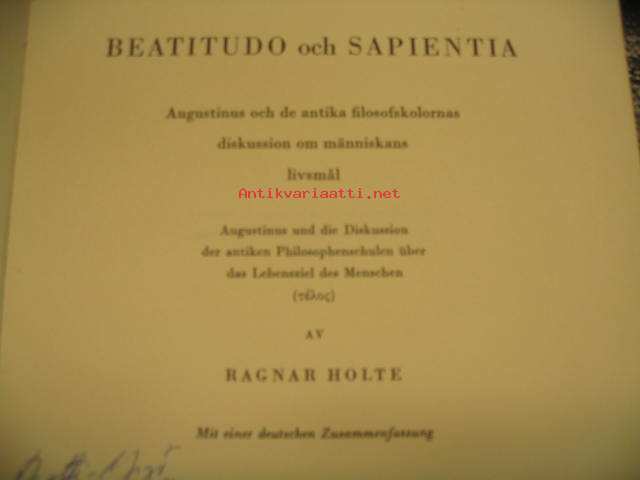 BEATITUDO och SAPIENTIA
Augustinus och de antika filosofskolornas
diskussion om människans
livsmål
Antikvariaatti.net
Augustinus und die Diskussion
der antiken Philosophenschulen über
das Lebensziel des Menschen
(τέλος)
AV
RAGNAR HOLTE
Mit einer deutschen Zusammenfassung